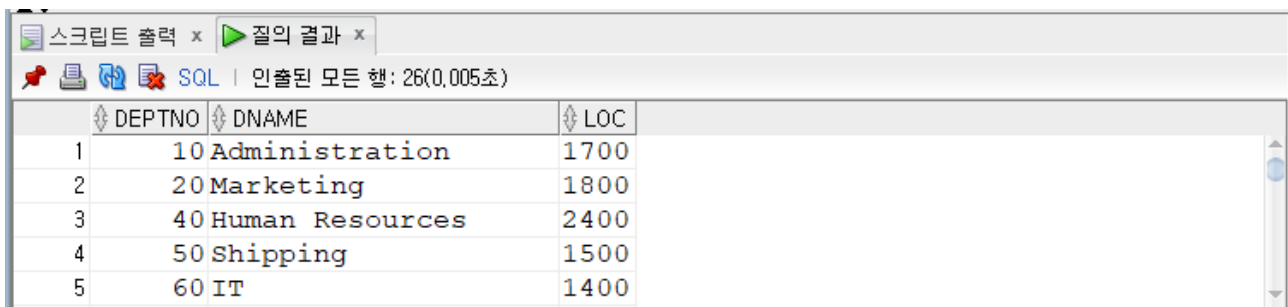 스크립트 출력 x 질의 결과 x
SQL | 인출된 모든 행: 26(0,005초)
DEPTNO DNAME LOC
1 10 Administration 1700
2 20 Marketing 1800
3 40 Human Resources 2400
4 50 Shipping 1500
5 60 IT 1400